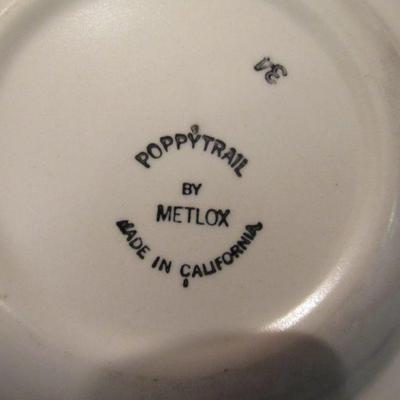 34
POPPYTRAIL
BY
METLOX
MADE IN CALIFORNIA